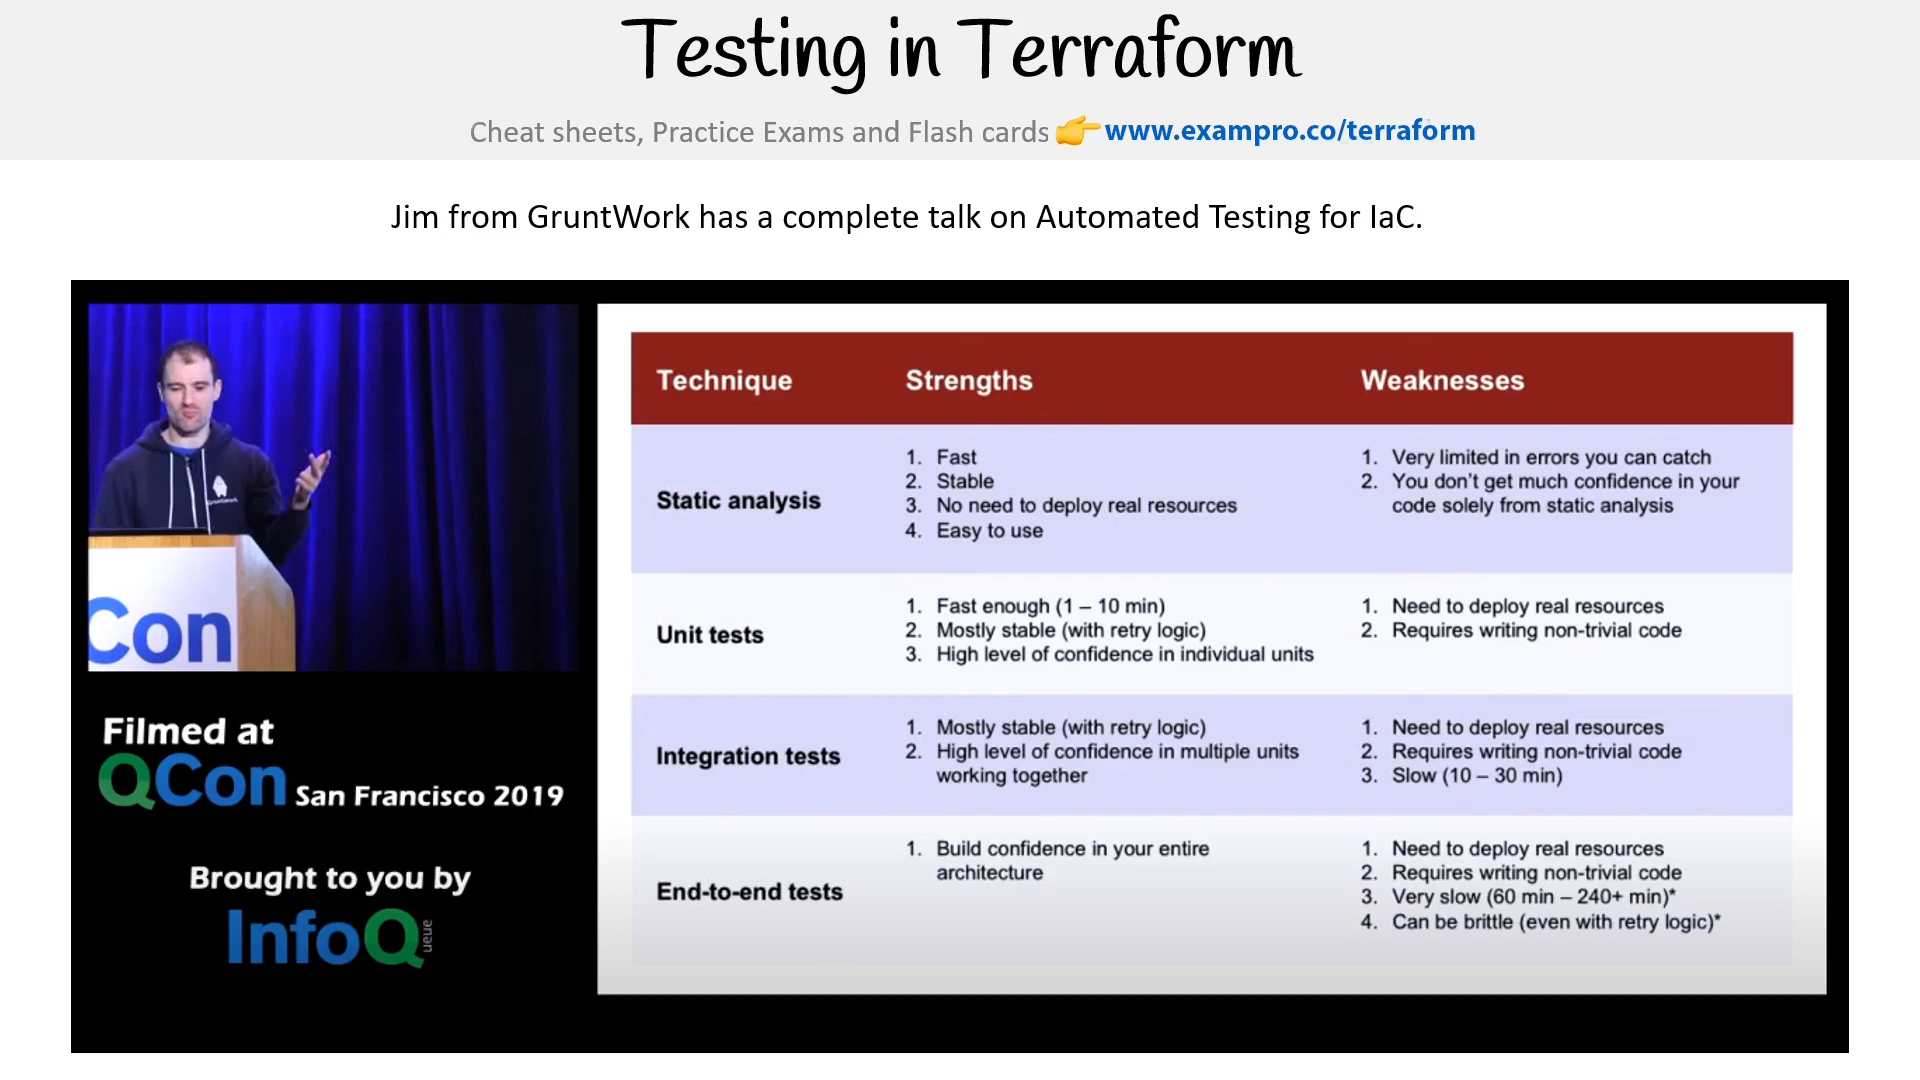 Testing in Terraform
Cheat sheets, Practice Exams and Flash cards 👉 www.exampro.co/terraform
Jim from GruntWork has a complete talk on Automated Testing for IaC.
Con
Filmed at
QCon San Francisco 2019
Brought to you by
InfoQ
ueue
Technique Strengths Weaknesses
Static analysis
1. Fast
2. Stable
3. No need to deploy real resources
4. Easy to use
1. Very limited in errors you can catch
2. You don't get much confidence in your
code solely from static analysis
Unit tests
1. Fast enough (1 – 10 min)
2. Mostly stable (with retry logic)
3. High level of confidence in individual units
1. Need to deploy real resources
2. Requires writing non-trivial code
Integration tests
1. Mostly stable (with retry logic)
2. High level of confidence in multiple units
working together
1. Need to deploy real resources
2. Requires writing non-trivial code
3. Slow (10 – 30 min)
End-to-end tests
1. Build confidence in your entire
architecture
1. Need to deploy real resources
2. Requires writing non-trivial code
3. Very slow (60 min – 240+ min)*
4. Can be brittle (even with retry logic)*